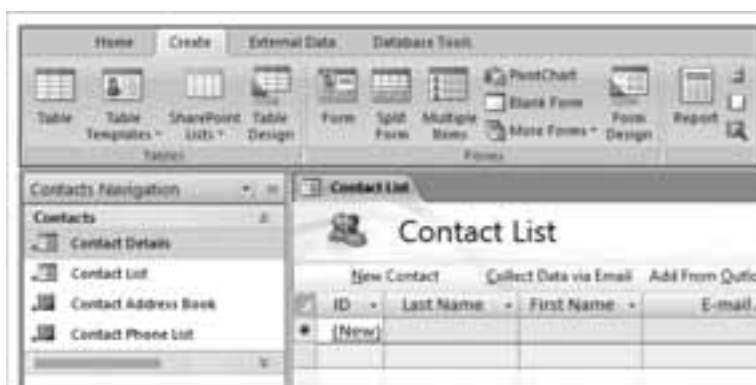 Home Create External Data Database Tools
Table
Table Templates
SharePoint Lists
Table Design
Tables
Form
Split Form
Multiple Items
PivotChart
Blank Form
More Forms
Form Design
Forms
Report
Contacts Navigation
Contacts
Contact Details
Contact List
Contact Address Book
Contact Phone List
Contact List
Contact List
New Contact Collect Data via Email Add From Outlo
ID Last Name First Name E-mail
(New)